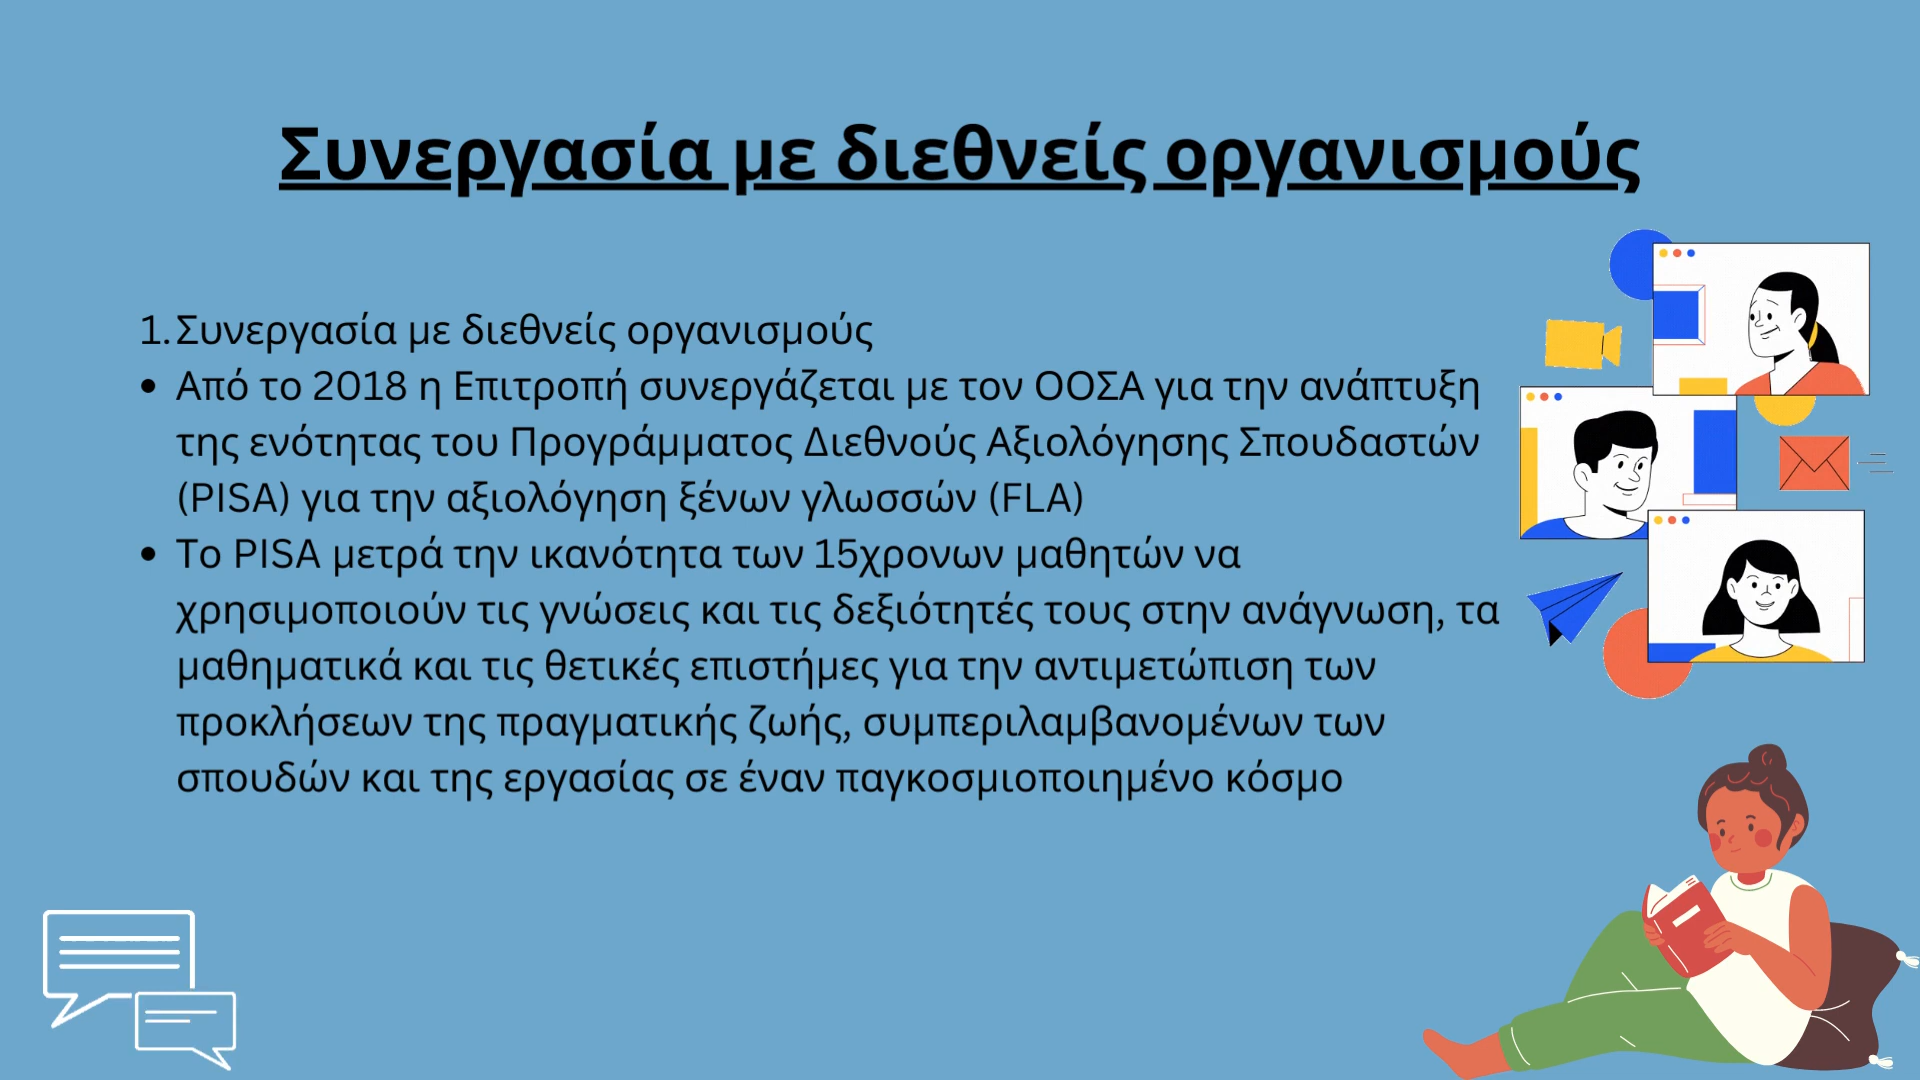 Συνεργασία με διεθνείς οργανισμούς
1. Συνεργασία με διεθνείς οργανισμούς
• Από το 2018 η Επιτροπή συνεργάζεται με τον ΟΟΣΑ για την ανάπτυξη
της ενότητας του Προγράμματος Διεθνούς Αξιολόγησης Σπουδαστών
(PISA) για την αξιολόγηση ξένων γλωσσών (FLA)
• Το PISA μετρά την ικανότητα των 15χρονων μαθητών να
χρησιμοποιούν τις γνώσεις και τις δεξιότητές τους στην ανάγνωση, τα
μαθηματικά και τις θετικές επιστήμες για την αντιμετώπιση των
προκλήσεων της πραγματικής ζωής, συμπεριλαμβανομένων των
σπουδών και της εργασίας σε έναν παγκοσμιοποιημένο κόσμο